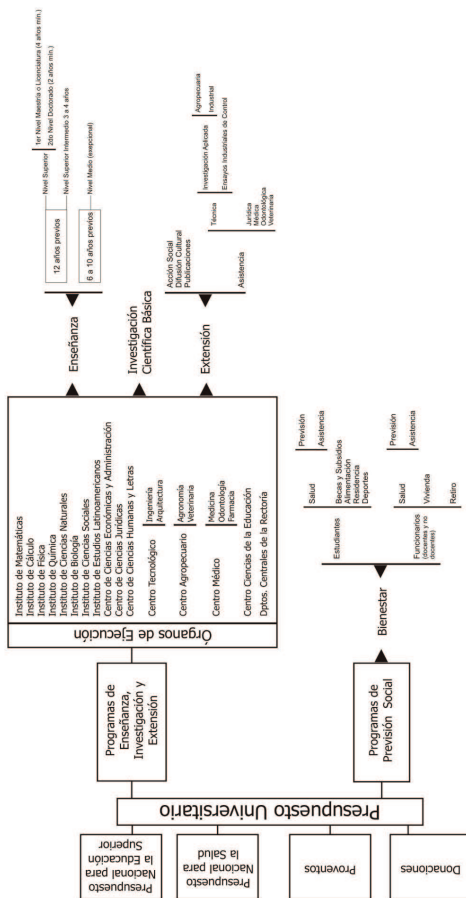 Presupuesto
Nacional para
la Educación
Superior
Presupuesto
Nacional para
la Salud
Proventos
Donaciones
Presupuesto Universitario
Programas de
Enseñanza,
Investigación y
Extensión
Programas de
Previsión Social
Órganos de Ejecución
Instituto de Matemáticas
Instituto de Cálculo
Instituto de Física
Instituto de Química
Instituto de Ciencias Naturales
Instituto de Biología
Instituto de Ciencias Sociales
Instituto de Estudios Latinoamericanos
Centro de Ciencias Económicas y Administración
Centro de Ciencias Jurídicas
Centro de Ciencias Humanas y Letras
Centro Tecnológico
Ingeniería
Arquitectura
Centro Agropecuario
Agronomía
Veterinaria
Centro Médico
Medicina
Odontología
Farmacia
Centro Ciencias de la Educación
Dptos. Centrales de la Rectoría
Enseñanza
12 años previos
6 a 10 años previos
Nivel Superior
1er Nivel Maestría o Licenciatura (4 años mín.)
2do Nivel Doctorado (2 años mín.)
Nivel Superior Intermedio 3 a 4 años
Nivel Medio (exepcional)
Investigación
Científica Básica
Extensión
Acción Social
Difusión Cultural
Publicaciones
Asistencia
Técnica
Investigación Aplicada
Agropecuaria
Industrial
Ensayos Industriales de Control
Jurídica
Médica
Odontológica
Veterinaria
Bienestar
Estudiantes
Salud
Previsión
Asistencia
Becas y Subsidios
Alimentación
Residencia
Deportes
Funcionarios
(docentes y no
docentes)
Salud
Previsión
Asistencia
Vivienda
Retiro